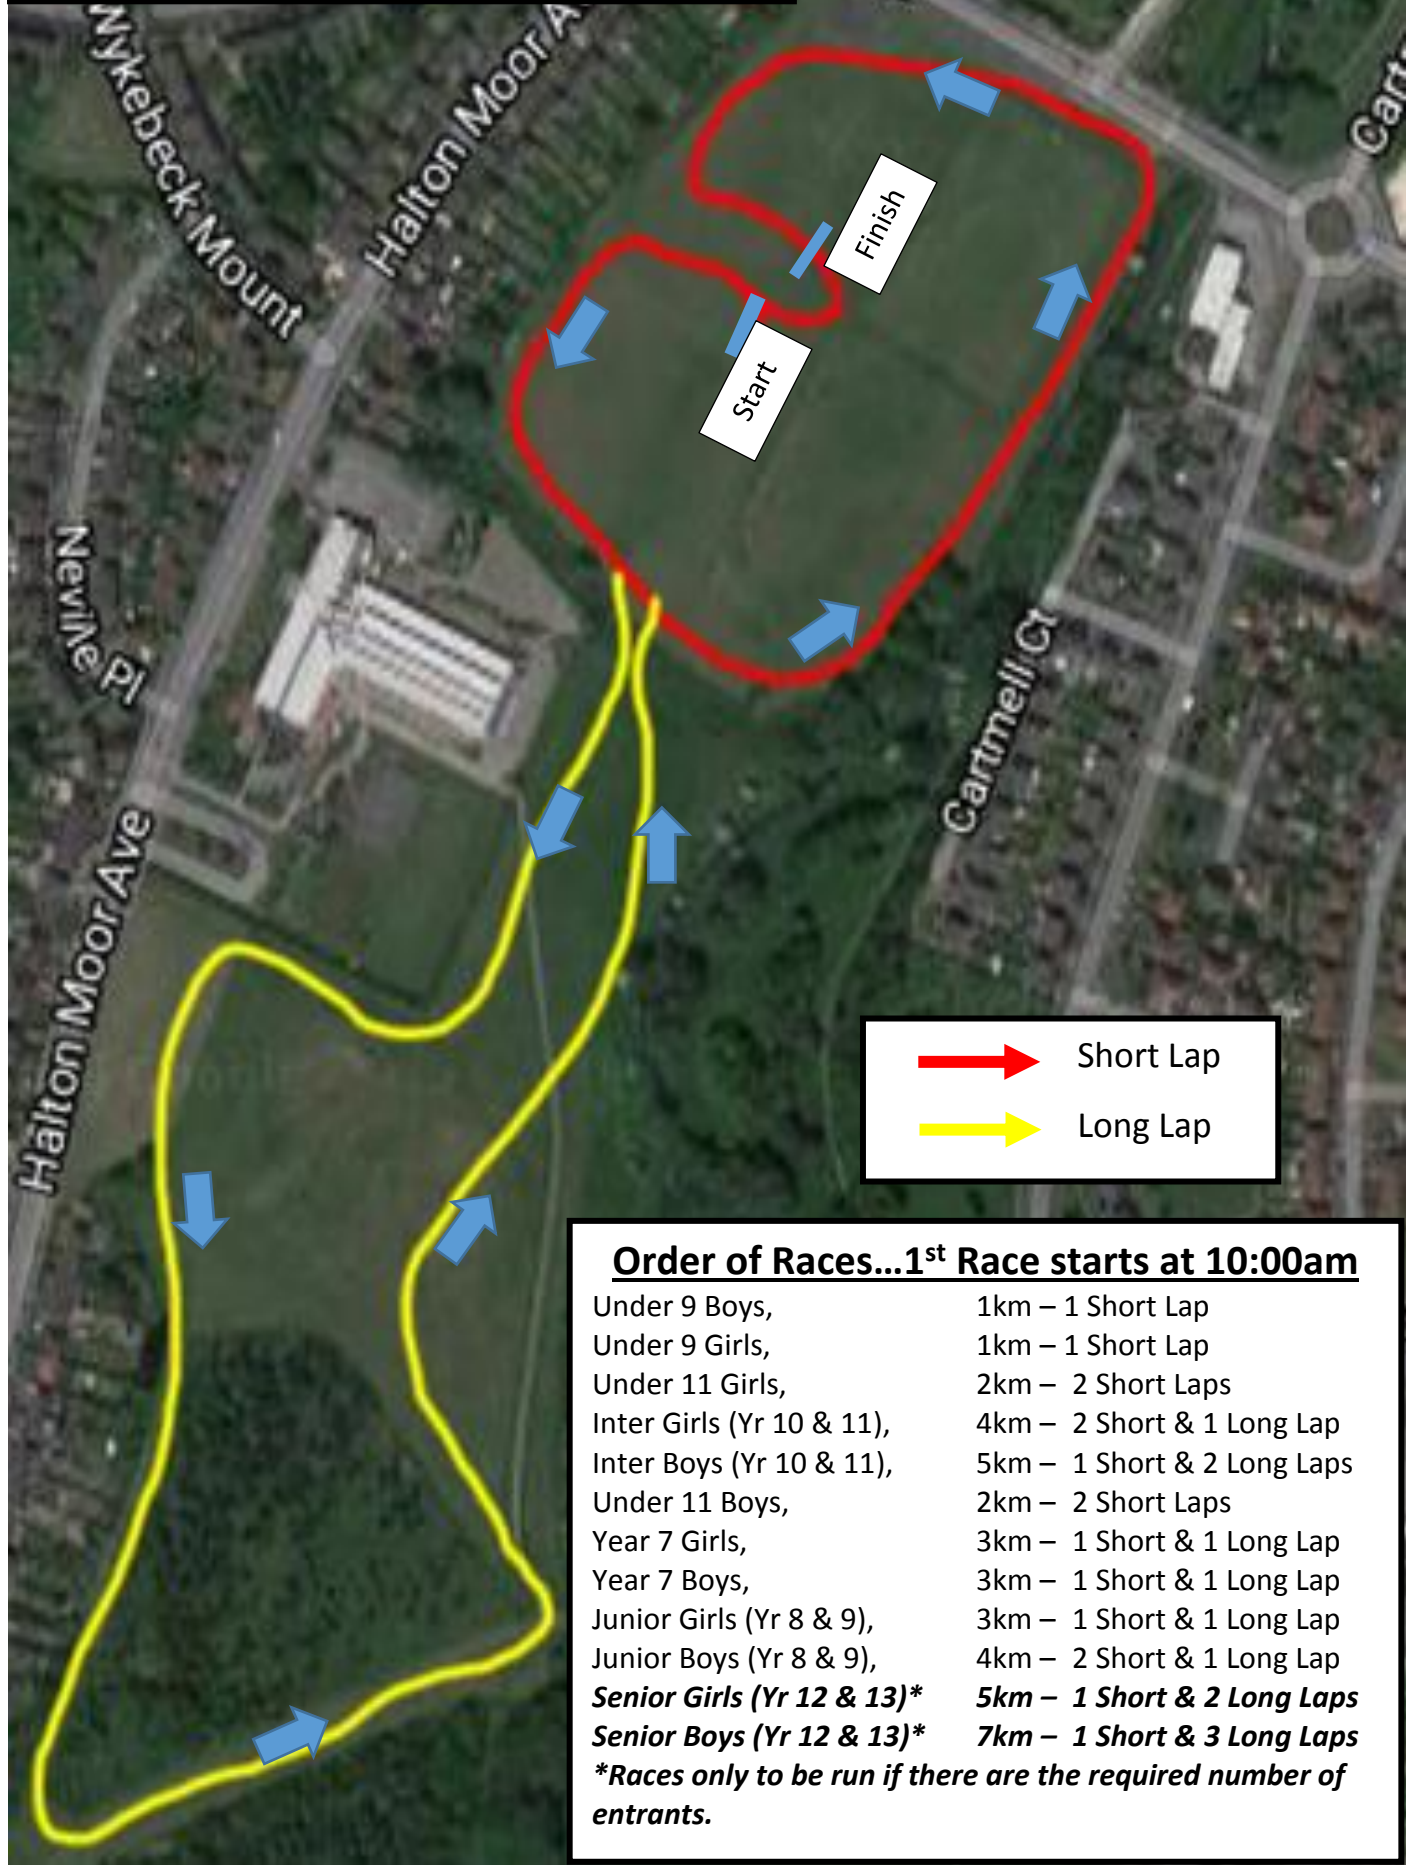 Wykebeck Mount
Halton Moor A
Cart
Finish
Start
Neville Pl
Cartmell Ct
Halton Moor Ave
Short Lap
Long Lap
Order of Races...1st Race starts at 10:00am
Under 9 Boys, 1km – 1 Short Lap
Under 9 Girls, 1km – 1 Short Lap
Under 11 Girls, 2km – 2 Short Laps
Inter Girls (Yr 10 & 11), 4km – 2 Short & 1 Long Lap
Inter Boys (Yr 10 & 11), 5km – 1 Short & 2 Long Laps
Under 11 Boys, 2km – 2 Short Laps
Year 7 Girls, 3km – 1 Short & 1 Long Lap
Year 7 Boys, 3km – 1 Short & 1 Long Lap
Junior Girls (Yr 8 & 9), 3km – 1 Short & 1 Long Lap
Junior Boys (Yr 8 & 9), 4km – 2 Short & 1 Long Lap
Senior Girls (Yr 12 & 13)* 5km – 1 Short & 2 Long Laps
Senior Boys (Yr 12 & 13)* 7km – 1 Short & 3 Long Laps
*Races only to be run if there are the required number of
entrants.